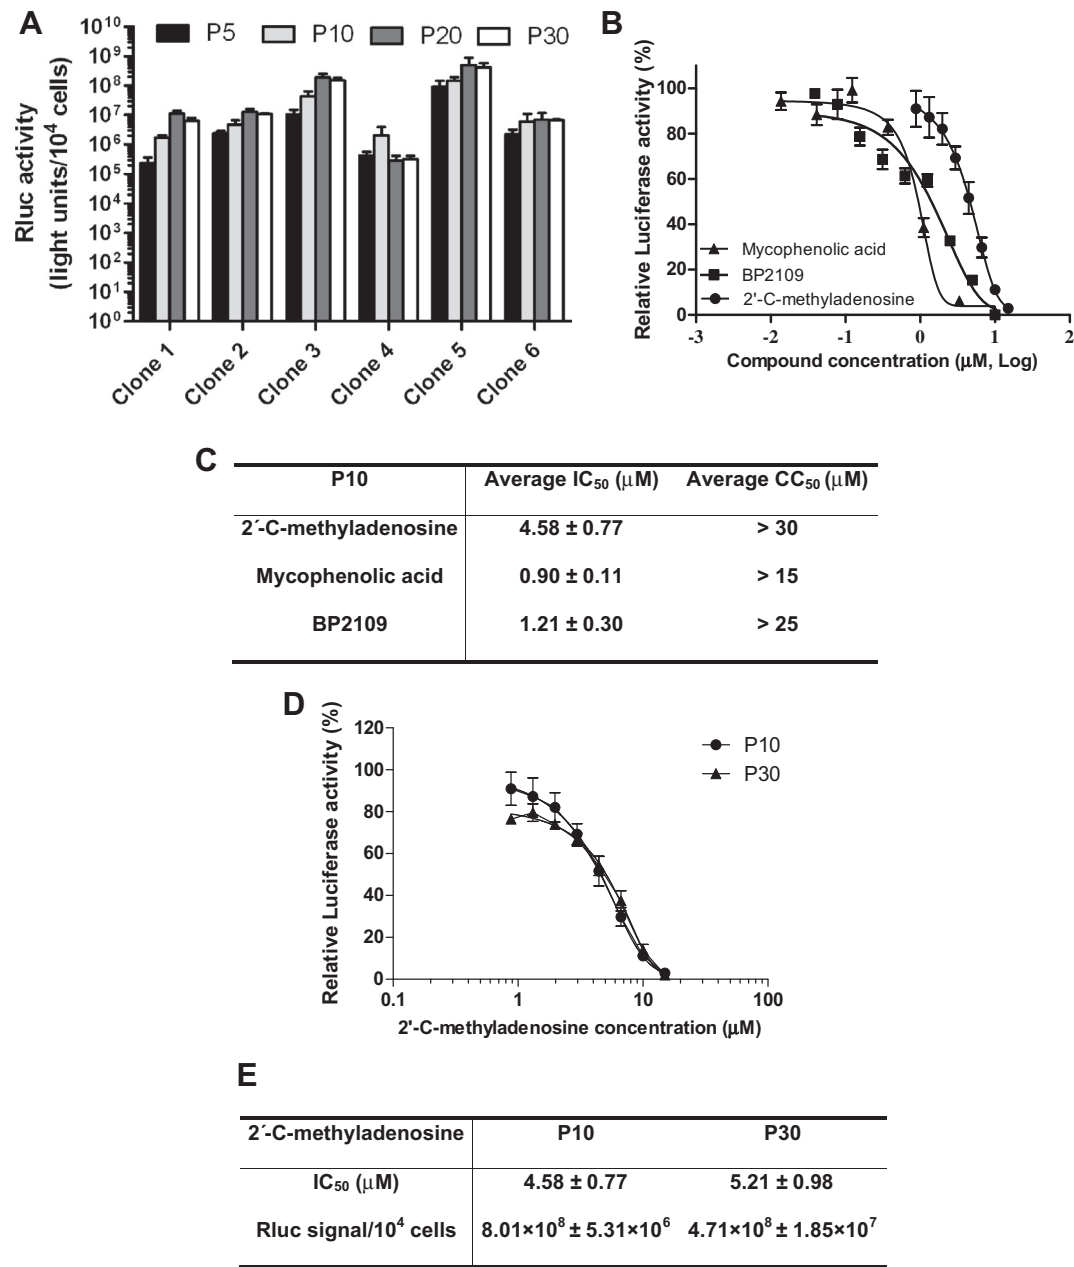 A
P5 P10 P20 P30
Rluc activity
(light units/10⁴ cells)
10¹⁰
10⁹
10⁸
10⁷
10⁶
10⁵
10⁴
10³
10²
10¹
10⁰
Clone 1 Clone 2 Clone 3 Clone 4 Clone 5 Clone 6
B
Relative Luciferase activity (%)
100
80
60
40
20
0
Mycophenolic acid
BP2109
2'-C-methyladenosine
-3 -2 -1 0 1 2
Compound concentration (µM, Log)
C
P10 Average IC₅₀ (µM) Average CC₅₀ (µM)
2´-C-methyladenosine 4.58 ± 0.77 > 30
Mycophenolic acid 0.90 ± 0.11 > 15
BP2109 1.21 ± 0.30 > 25
D
Relative Luciferase activity (%)
120
100
80
60
40
20
0
P10
P30
0.1 1 10 100
2'-C-methyladenosine concentration (µM)
E
2´-C-methyladenosine P10 P30
IC₅₀ (µM) 4.58 ± 0.77 5.21 ± 0.98
Rluc signal/10⁴ cells 8.01×10⁸ ± 5.31×10⁶ 4.71×10⁸ ± 1.85×10⁷